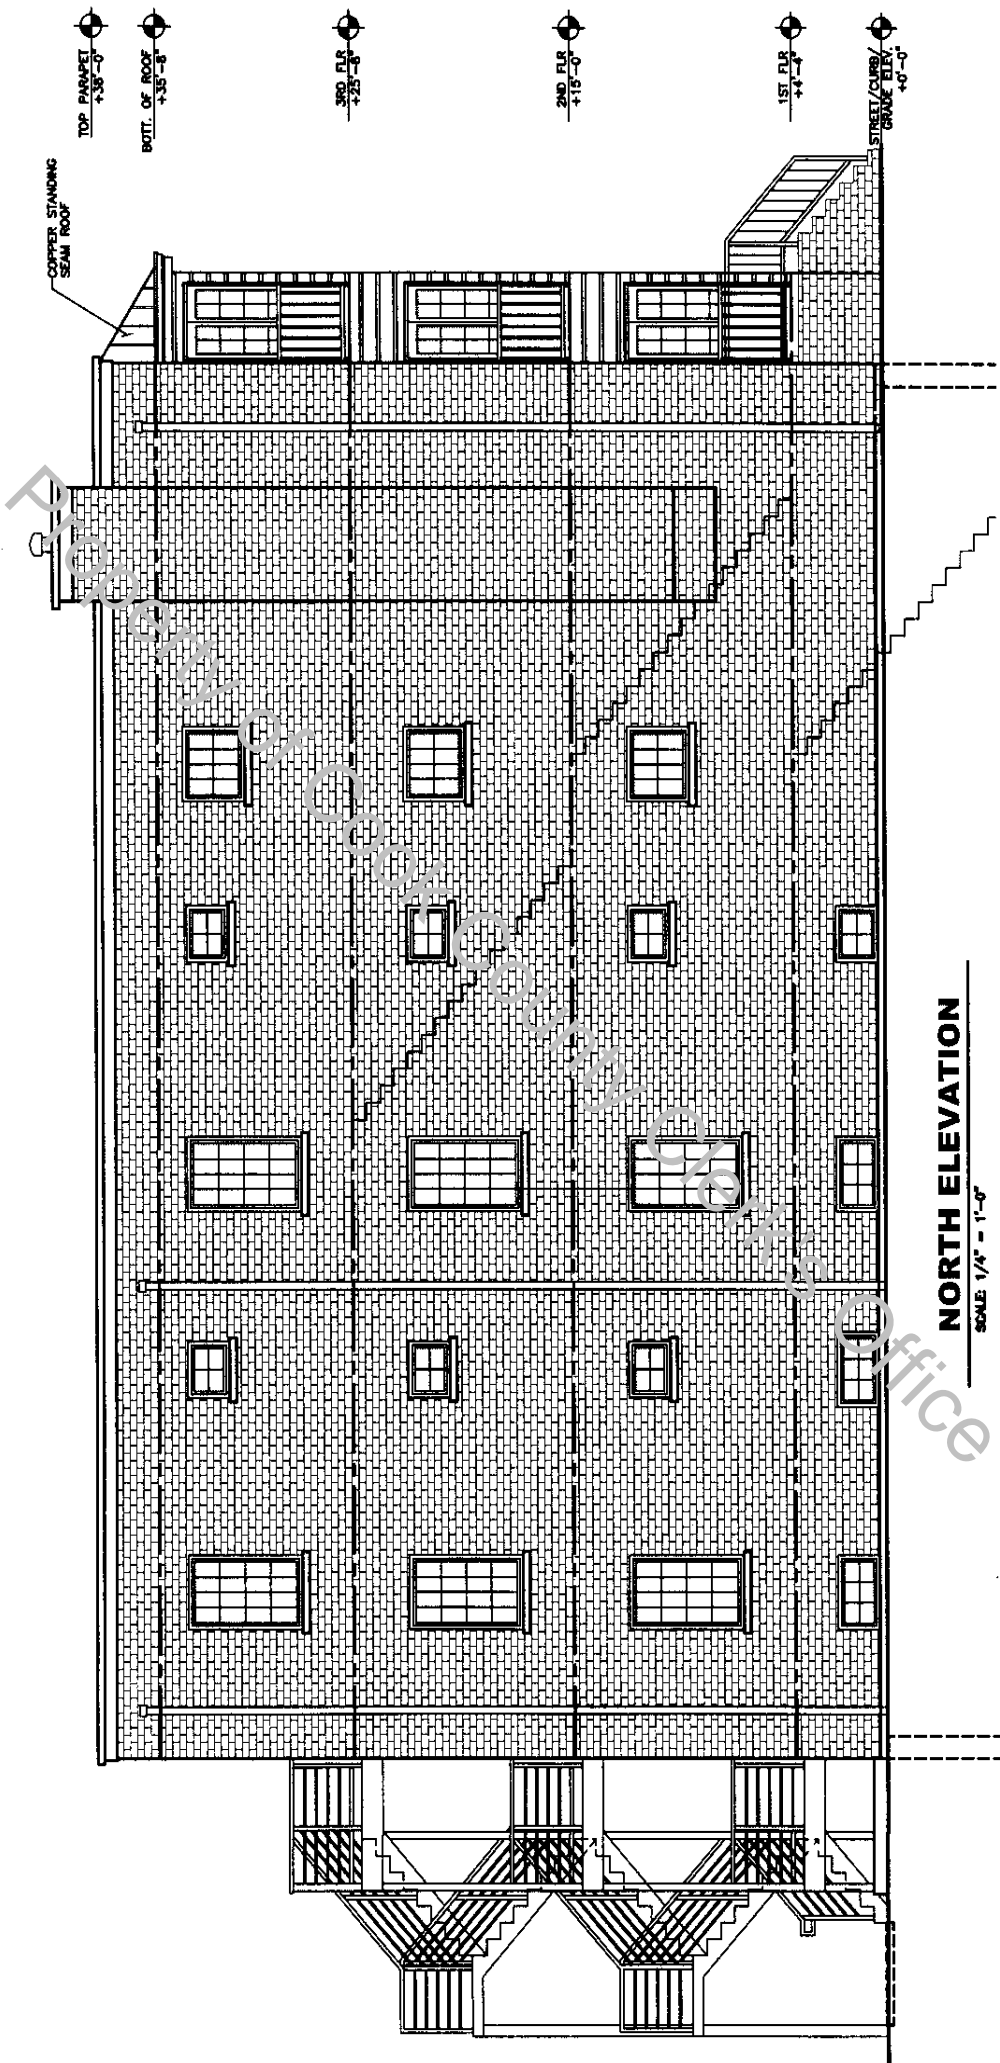 TOP PARAPET
+38'-0"
BOTT. OF ROOF
+35'-8"
3RD FLR
+25'-8"
2ND FLR
+15'-0"
1ST FLR
+4'-4"
STREET/CURB/
GRADE ELEV.
+0'-0"
COPPER STANDING
SEAM ROOF
NORTH ELEVATION
SCALE: 1/4" = 1'-0"
Property of Cook County Clerk's Office